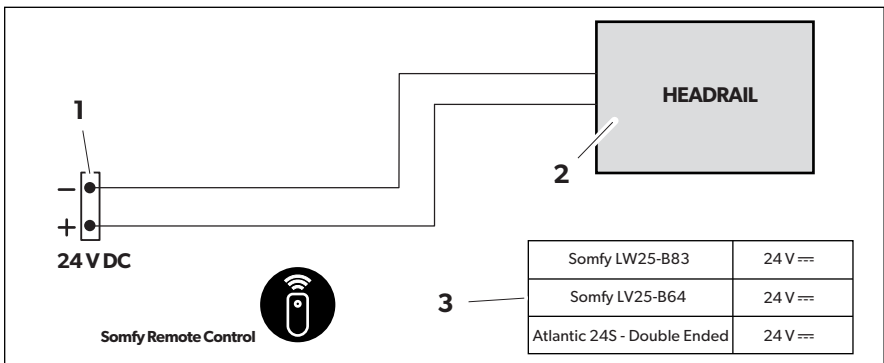 HEADRAIL
1
2
−
+
24 V DC
Somfy Remote Control
3
Somfy LW25-B83 24 V ⎓
Somfy LV25-B64 24 V ⎓
Atlantic 24S - Double Ended 24 V ⎓